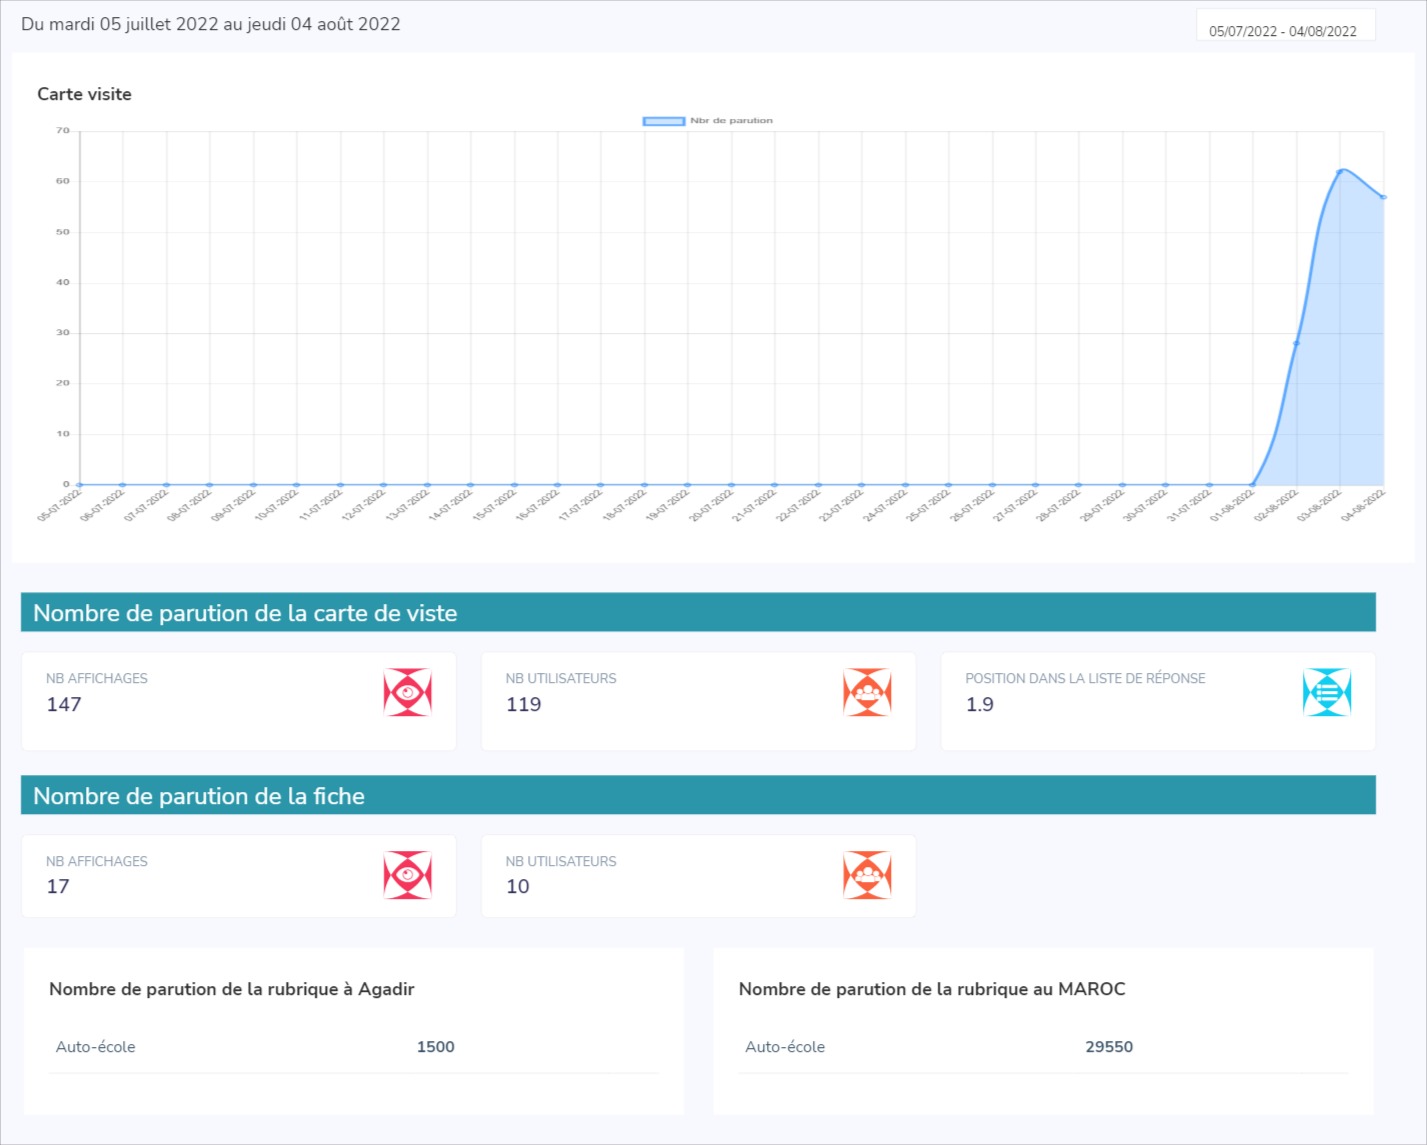 Du mardi 05 juillet 2022 au jeudi 04 août 2022
05/07/2022 - 04/08/2022
Carte visite
Nbr de parution
70
60
50
40
30
20
10
0
05-07-2022
06-07-2022
07-07-2022
08-07-2022
09-07-2022
10-07-2022
11-07-2022
12-07-2022
13-07-2022
14-07-2022
15-07-2022
16-07-2022
17-07-2022
18-07-2022
19-07-2022
20-07-2022
21-07-2022
22-07-2022
23-07-2022
24-07-2022
25-07-2022
26-07-2022
27-07-2022
28-07-2022
29-07-2022
30-07-2022
31-07-2022
01-08-2022
02-08-2022
03-08-2022
04-08-2022
Nombre de parution de la carte de viste
NB AFFICHAGES
147
NB UTILISATEURS
119
POSITION DANS LA LISTE DE RÉPONSE
1.9
Nombre de parution de la fiche
NB AFFICHAGES
17
NB UTILISATEURS
10
Nombre de parution de la rubrique à Agadir
Auto-école 1500
Nombre de parution de la rubrique au MAROC
Auto-école 29550